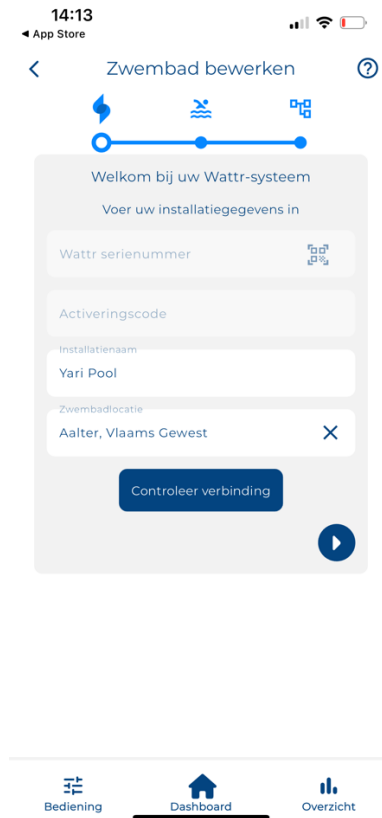 14:13
◀ App Store
Zwembad bewerken
Welkom bij uw Wattr-systeem
Voer uw installatiegegevens in
Wattr serienummer
Activeringscode
Installatienaam
Yari Pool
Zwembadlocatie
Aalter, Vlaams Gewest
Controleer verbinding
Bediening
Dashboard
Overzicht